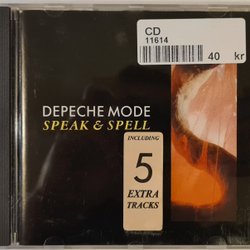 CD
11614
40 kr
DEPECHE MODE
SPEAK & SPELL
INCLUDING
5
EXTRA
TRACKS